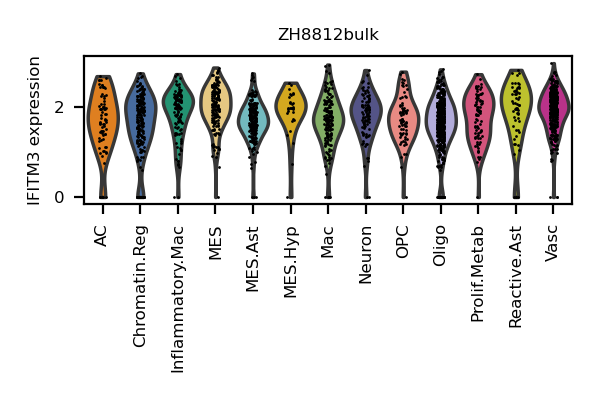 ZH8812bulk
IFITM3 expression
2
0
AC
Chromatin.Reg
Inflammatory.Mac
MES
MES.Ast
MES.Hyp
Mac
Neuron
OPC
Oligo
Prolif.Metab
Reactive.Ast
Vasc